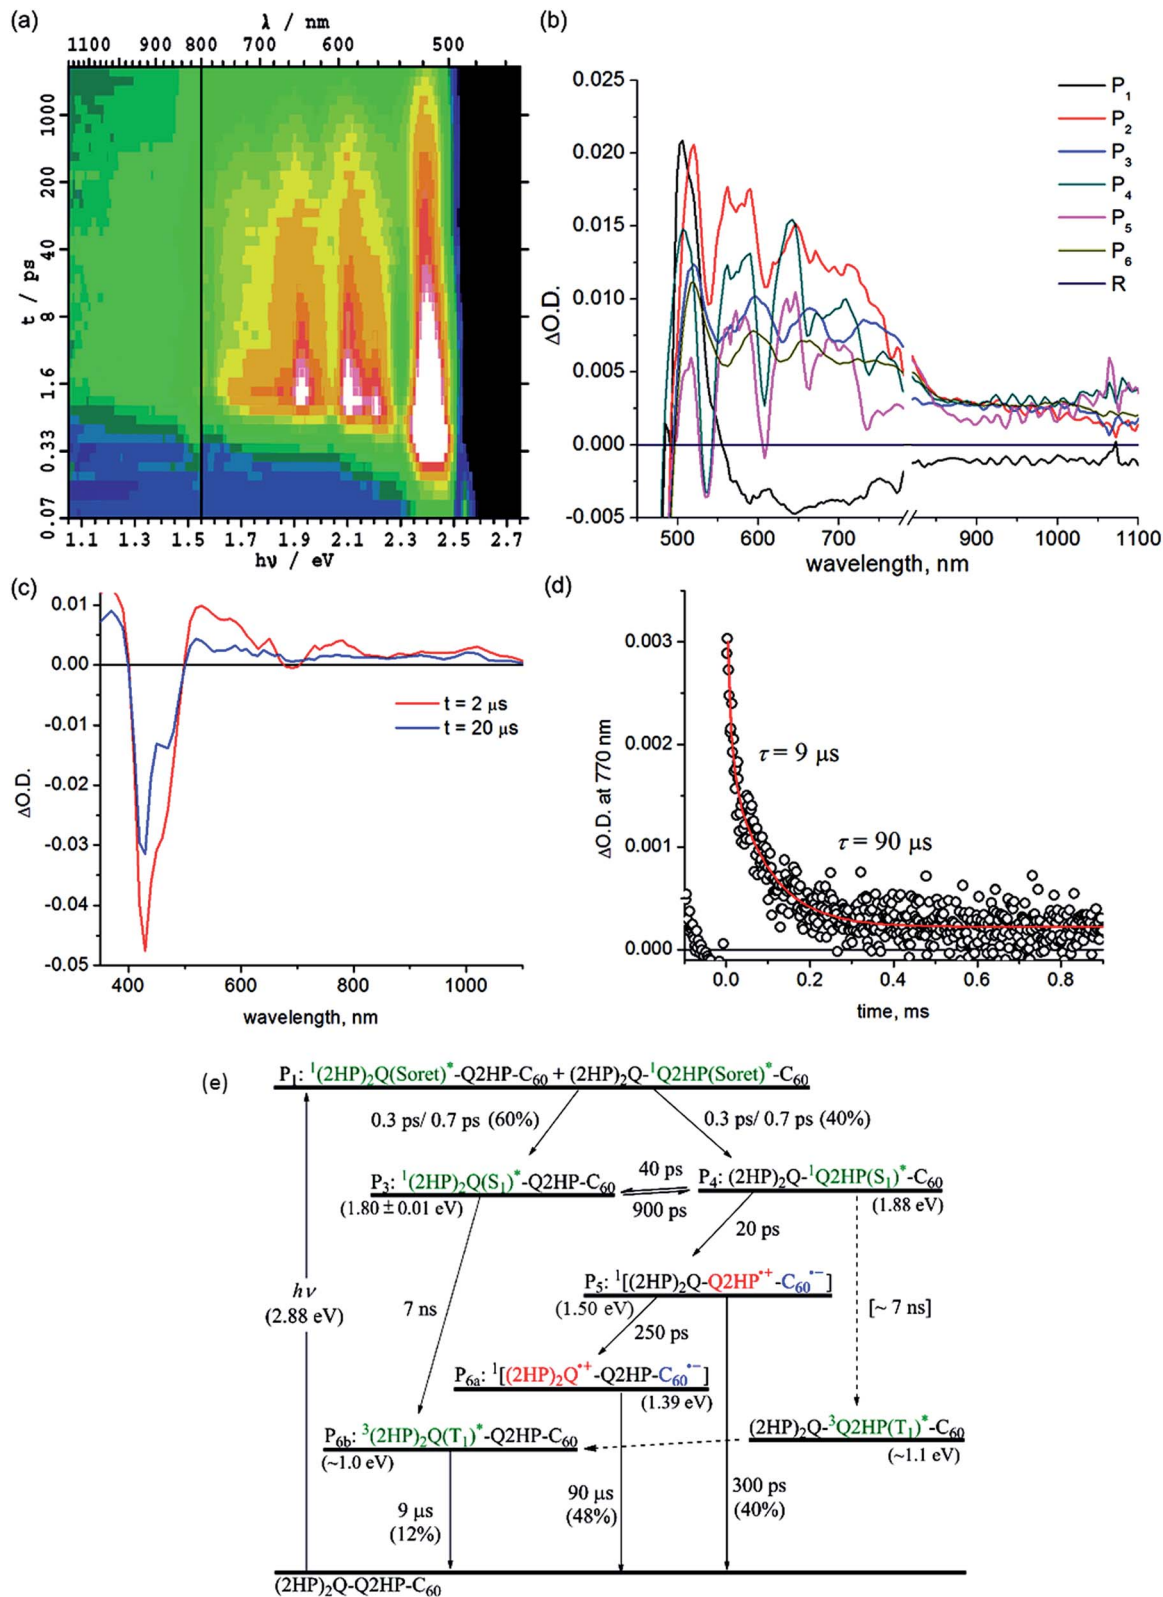 (a)
λ / nm
1100 900 800 700 600 500
t / ps
1000
200
40
8
1.6
0.33
0.07
1.1 1.3 1.5 1.7 1.9 2.1 2.3 2.5 2.7
hν / eV
(b)
ΔO.D.
0.025
0.020
0.015
0.010
0.005
0.000
-0.005
P₁
P₂
P₃
P₄
P₅
P₆
R
500 600 700 800 900 1000 1100
wavelength, nm
(c)
ΔO.D.
0.01
0.00
-0.01
-0.02
-0.03
-0.04
-0.05
t = 2 μs
t = 20 μs
400 600 800 1000
wavelength, nm
(d)
ΔO.D. at 770 nm
0.003
0.002
0.001
0.000
τ = 9 μs
τ = 90 μs
0.0 0.2 0.4 0.6 0.8
time, ms
(e)
P₁: ¹(2HP)₂Q(Soret)*-Q2HP-C₆₀ + (2HP)₂Q-¹Q2HP(Soret)*-C₆₀
0.3 ps/ 0.7 ps (60%)
0.3 ps/ 0.7 ps (40%)
P₃: ¹(2HP)₂Q(S₁)*-Q2HP-C₆₀
(1.80 ± 0.01 eV)
40 ps
900 ps
P₄: (2HP)₂Q-¹Q2HP(S₁)*-C₆₀
(1.88 eV)
20 ps
P₅: ¹[(2HP)₂Q-Q2HP•⁺-C₆₀•⁻]
(1.50 eV)
hν
(2.88 eV)
7 ns
[~ 7 ns]
250 ps
P₆ₐ: ¹[(2HP)₂Q•⁺-Q2HP-C₆₀•⁻]
(1.39 eV)
P6b: ³(2HP)₂Q(T₁)*-Q2HP-C₆₀
(~1.0 eV)
(2HP)₂Q-³Q2HP(T₁)*-C₆₀
(~1.1 eV)
9 μs
(12%)
90 μs
(48%)
300 ps
(40%)
(2HP)₂Q-Q2HP-C₆₀